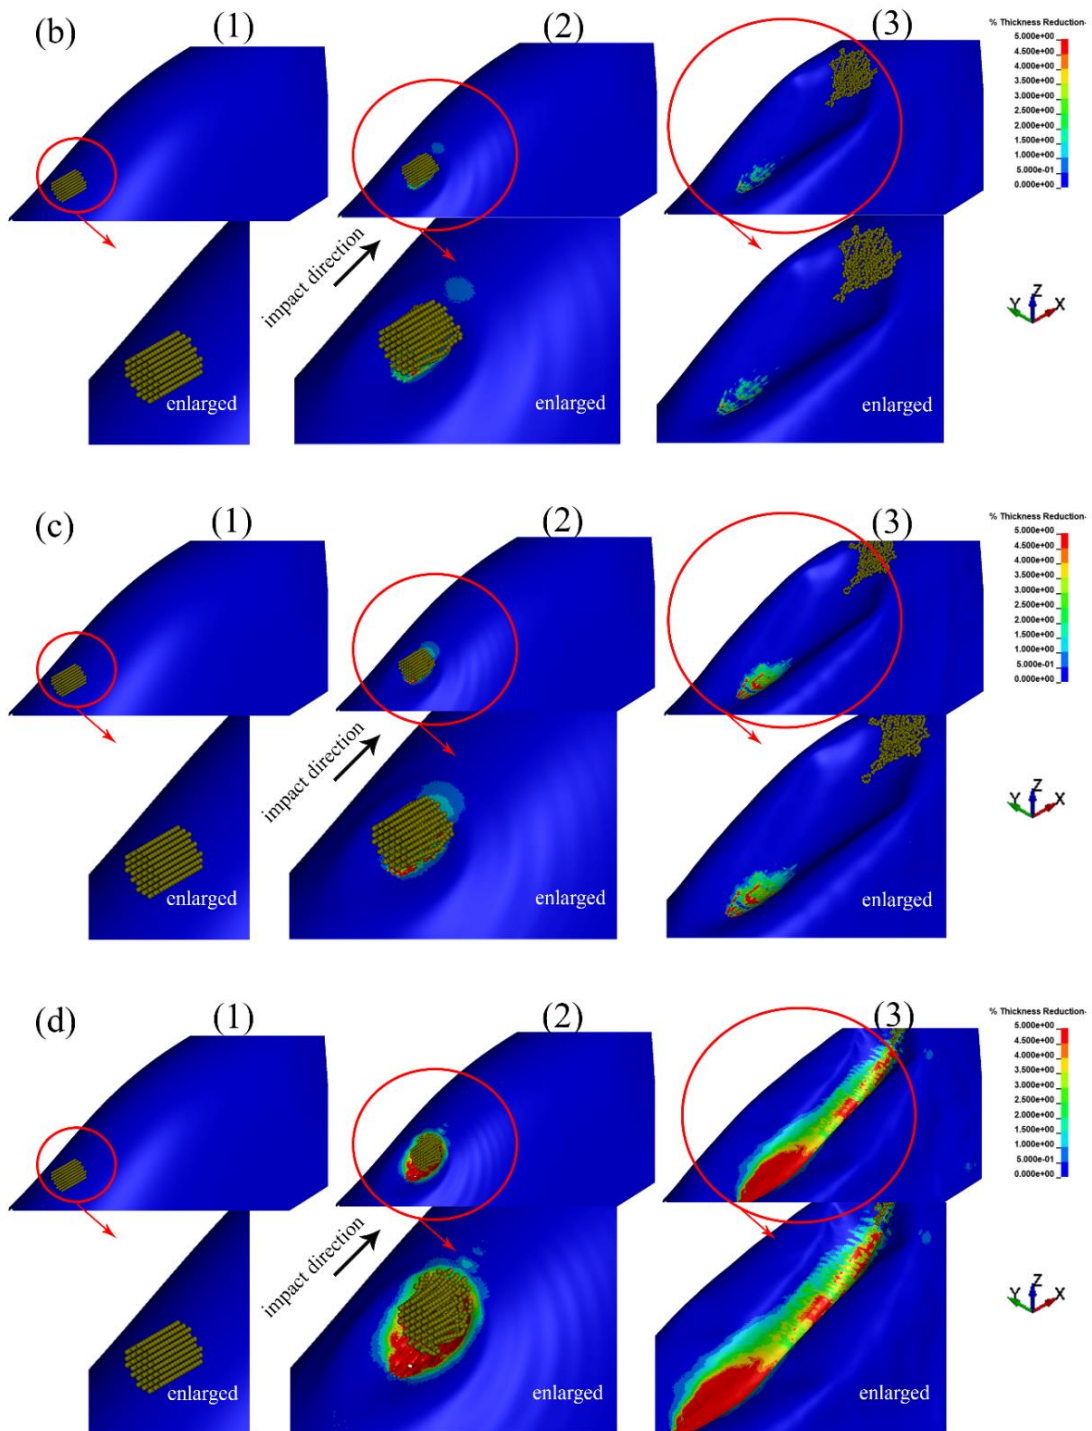 (b) (1) (2) (3)
% Thickness Reduction-
5.000e+00
4.500e+00
4.000e+00
3.500e+00
3.000e+00
2.500e+00
2.000e+00
1.500e+00
1.000e+00
5.000e-01
0.000e+00
impact direction
enlarged enlarged enlarged
Y Z X
(c) (1) (2) (3)
% Thickness Reduction-
5.000e+00
4.500e+00
4.000e+00
3.500e+00
3.000e+00
2.500e+00
2.000e+00
1.500e+00
1.000e+00
5.000e-01
0.000e+00
impact direction
enlarged enlarged enlarged
Y Z X
(d) (1) (2) (3)
% Thickness Reduction-
5.000e+00
4.500e+00
4.000e+00
3.500e+00
3.000e+00
2.500e+00
2.000e+00
1.500e+00
1.000e+00
5.000e-01
0.000e+00
impact direction
enlarged enlarged enlarged
Y Z X